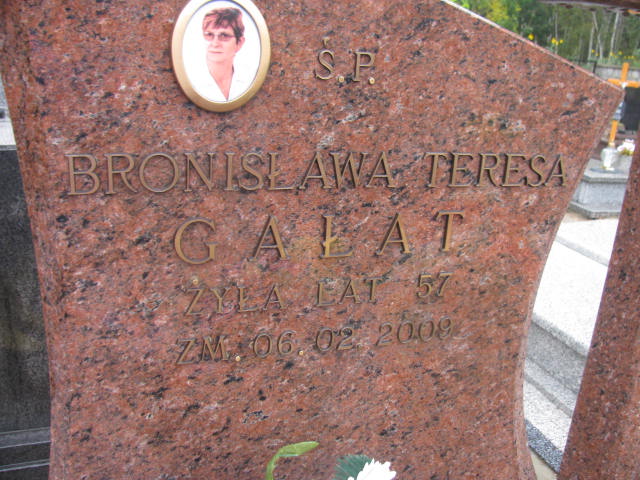 Ś.P.
BRONISŁAWA TERESA
GAŁAT
ŻYŁA LAT 57
ZM. 06.02.2009